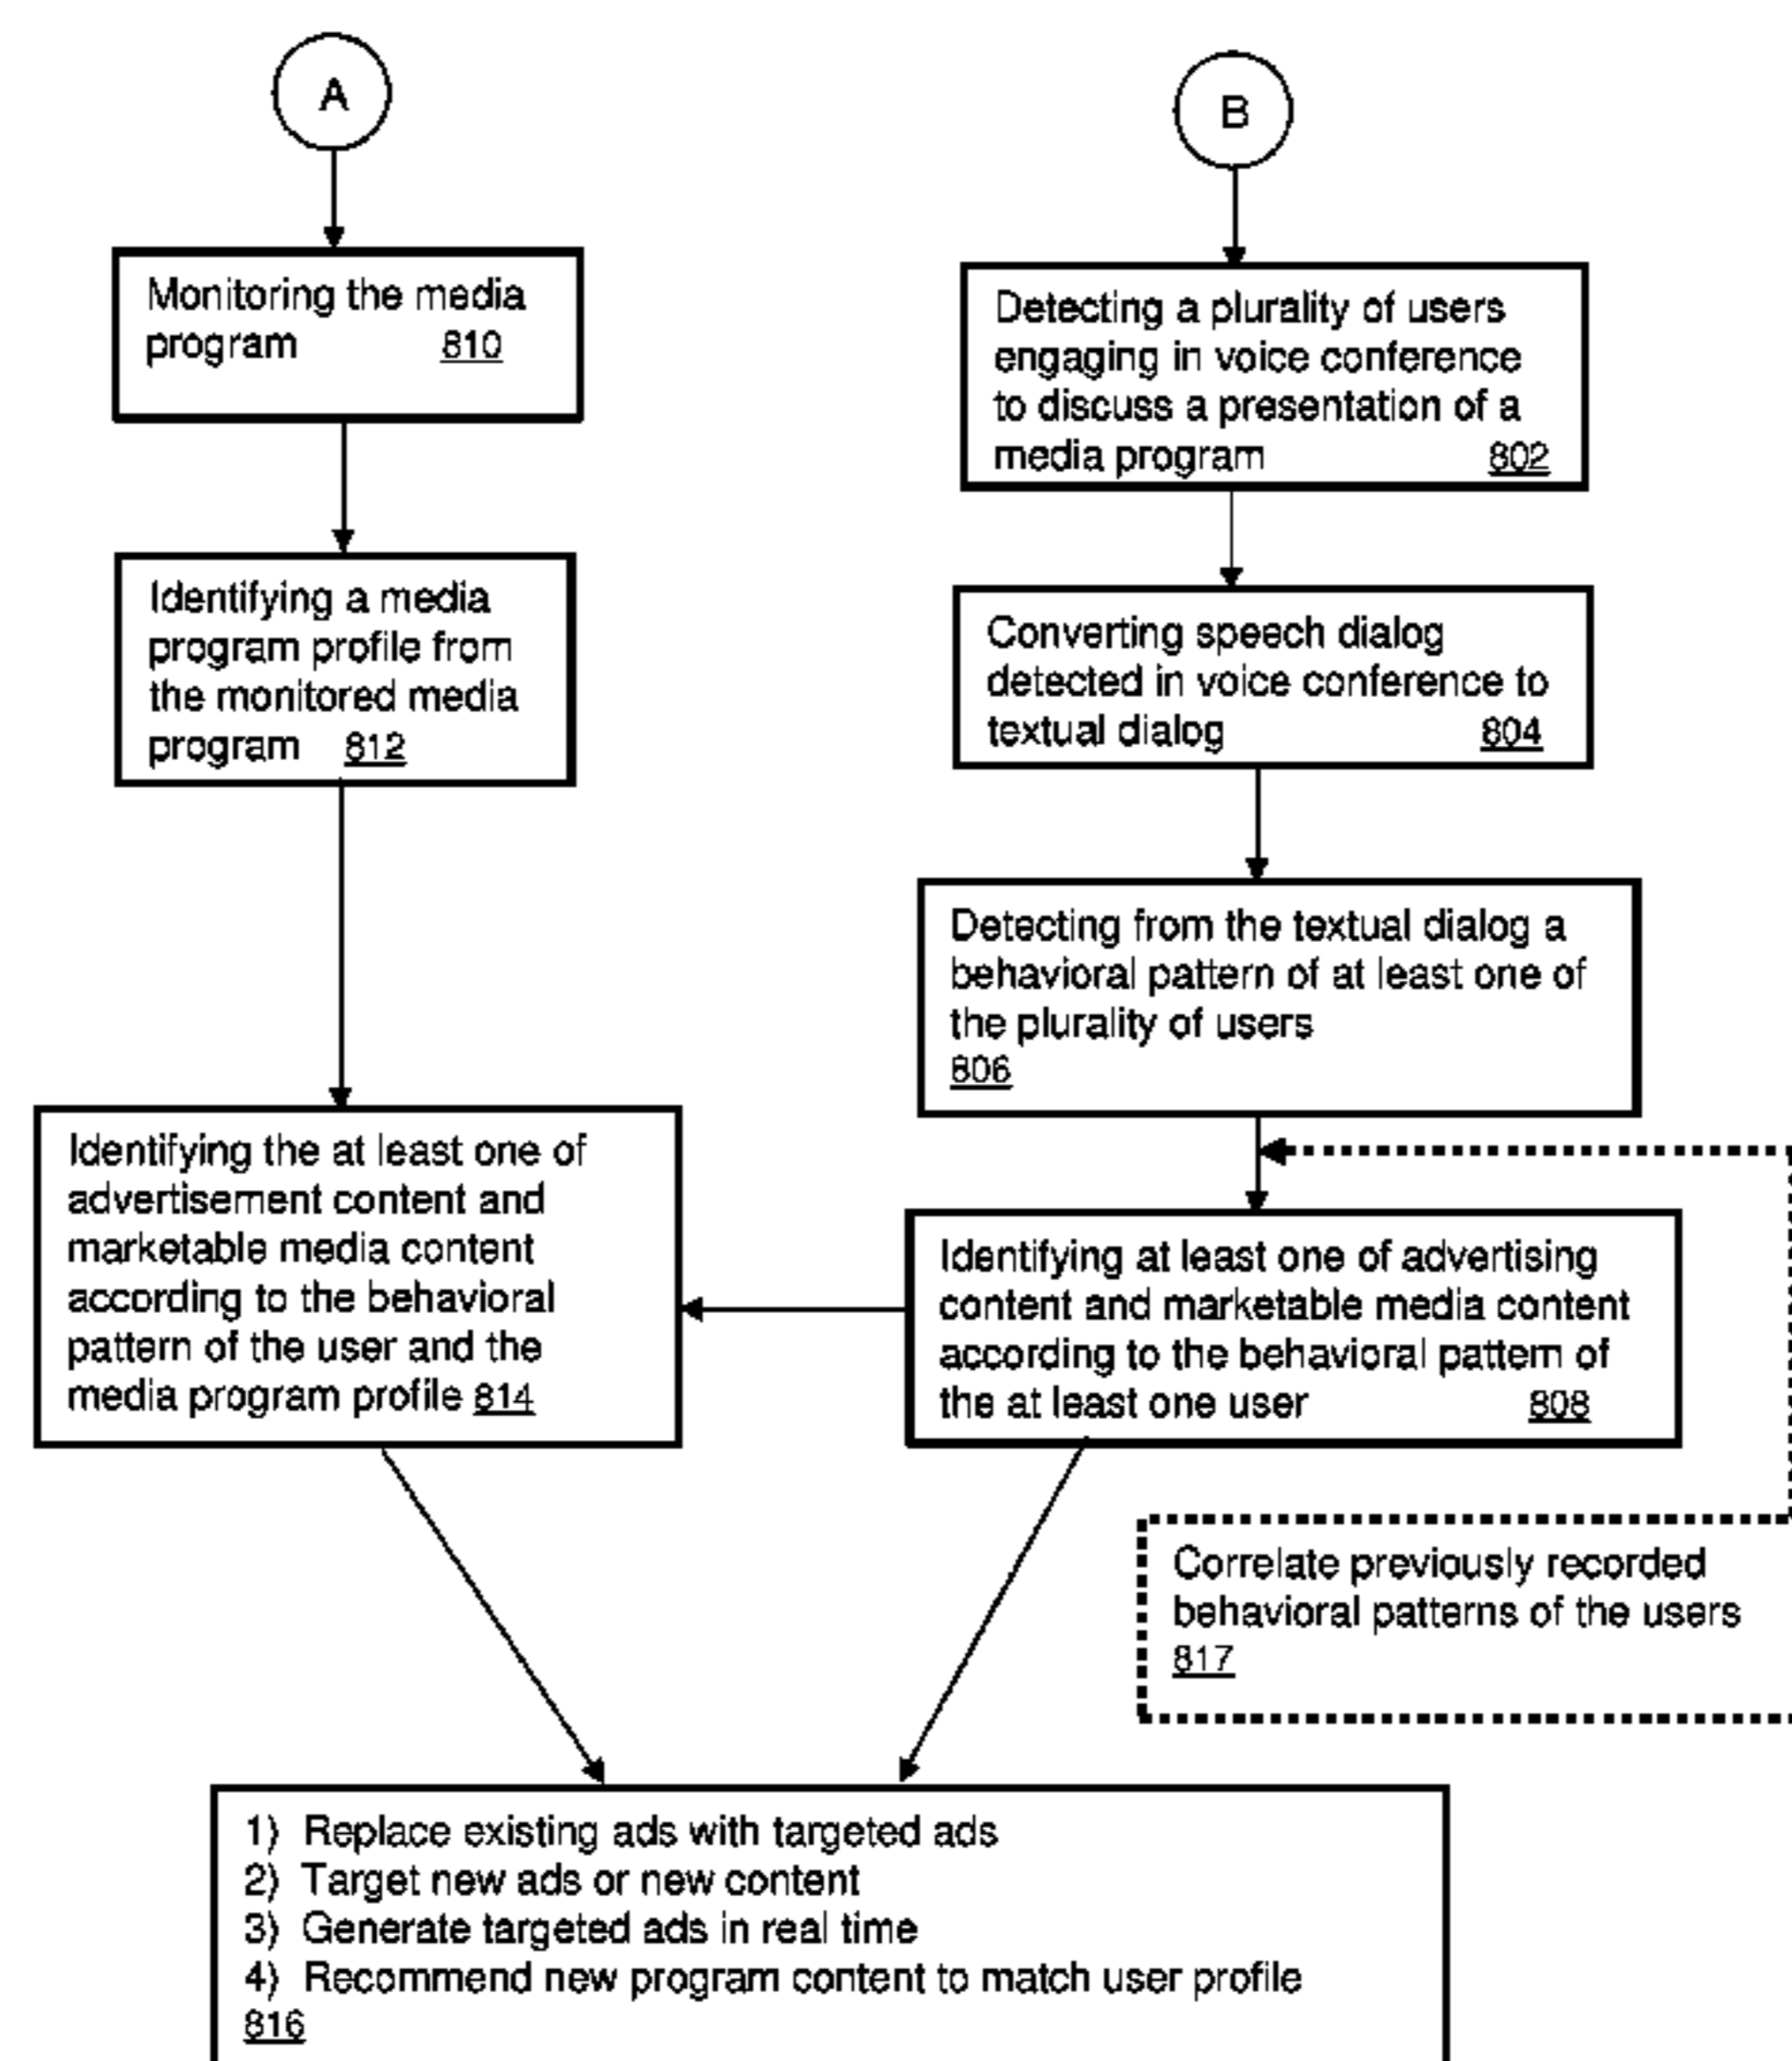 A
Monitoring the media
program 810
Identifying a media
program profile from
the monitored media
program 812
Identifying the at least one of
advertisement content and
marketable media content
according to the behavioral
pattern of the user and the
media program profile 814
B
Detecting a plurality of users
engaging in voice conference
to discuss a presentation of a
media program 802
Converting speech dialog
detected in voice conference to
textual dialog 804
Detecting from the textual dialog a
behavioral pattern of at least one of
the plurality of users
806
Identifying at least one of advertising
content and marketable media content
according to the behavioral pattern of
the at least one user 808
Correlate previously recorded
behavioral patterns of the users
817
1) Replace existing ads with targeted ads
2) Target new ads or new content
3) Generate targeted ads in real time
4) Recommend new program content to match user profile
816